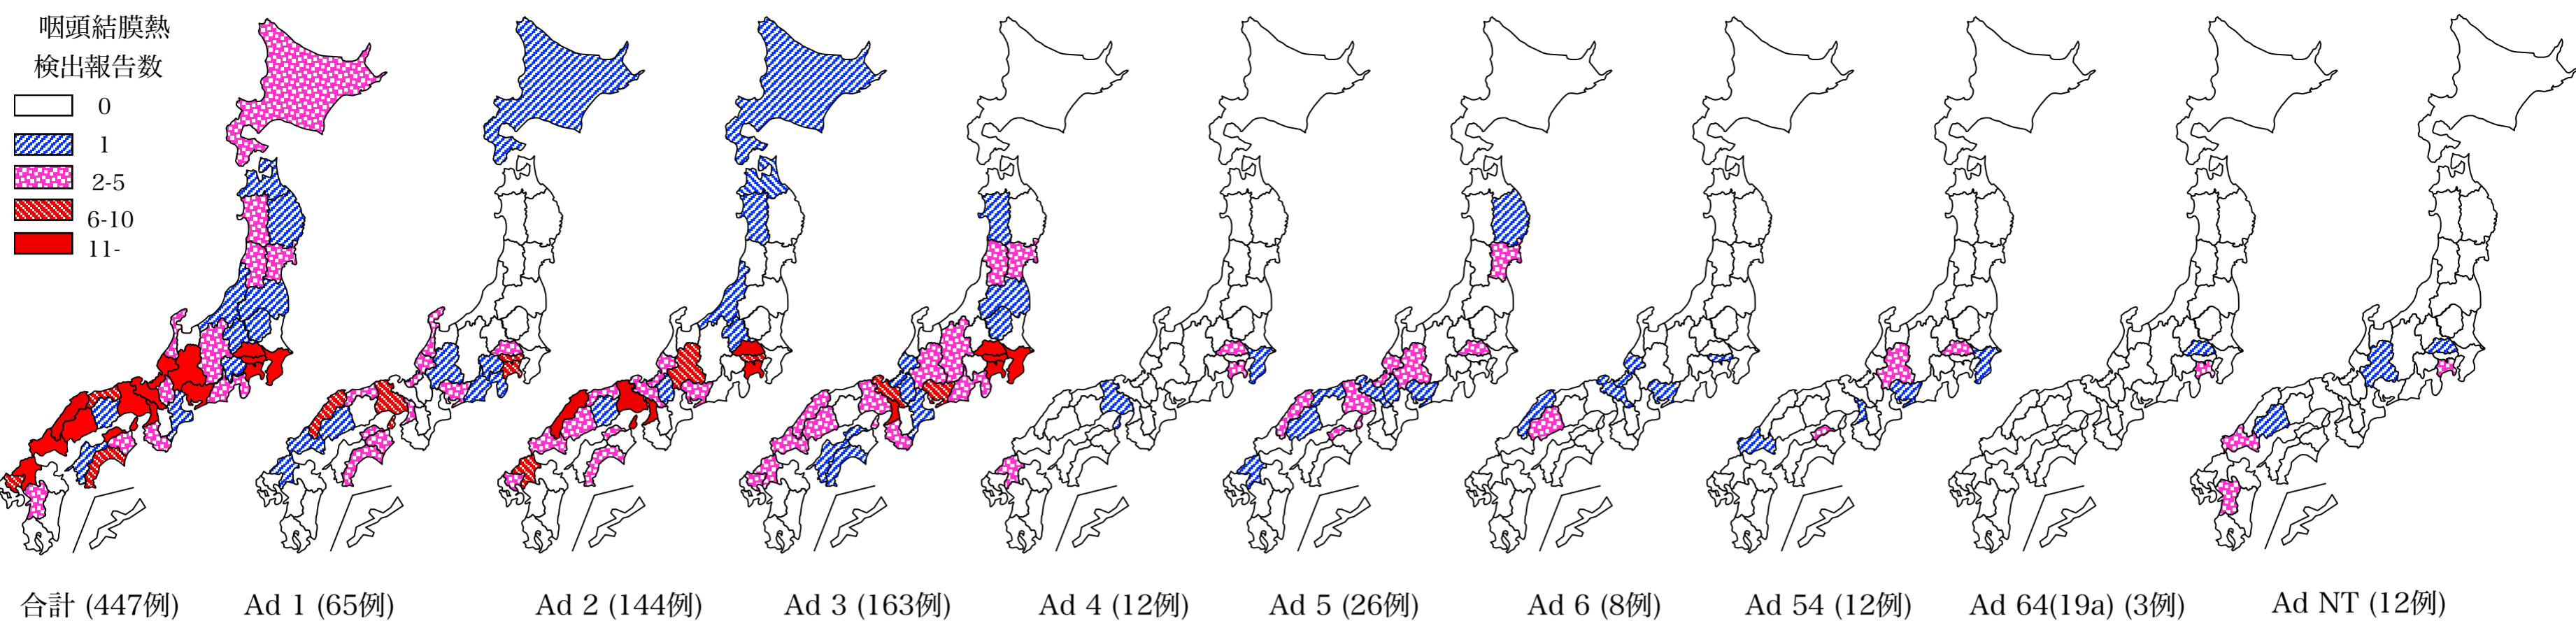 咽頭結膜熱
検出報告数
0
1
2-5
6-10
11-
合計 (447例)
Ad 1 (65例)
Ad 2 (144例)
Ad 3 (163例)
Ad 4 (12例)
Ad 5 (26例)
Ad 6 (8例)
Ad 54 (12例)
Ad 64(19a) (3例)
Ad NT (12例)